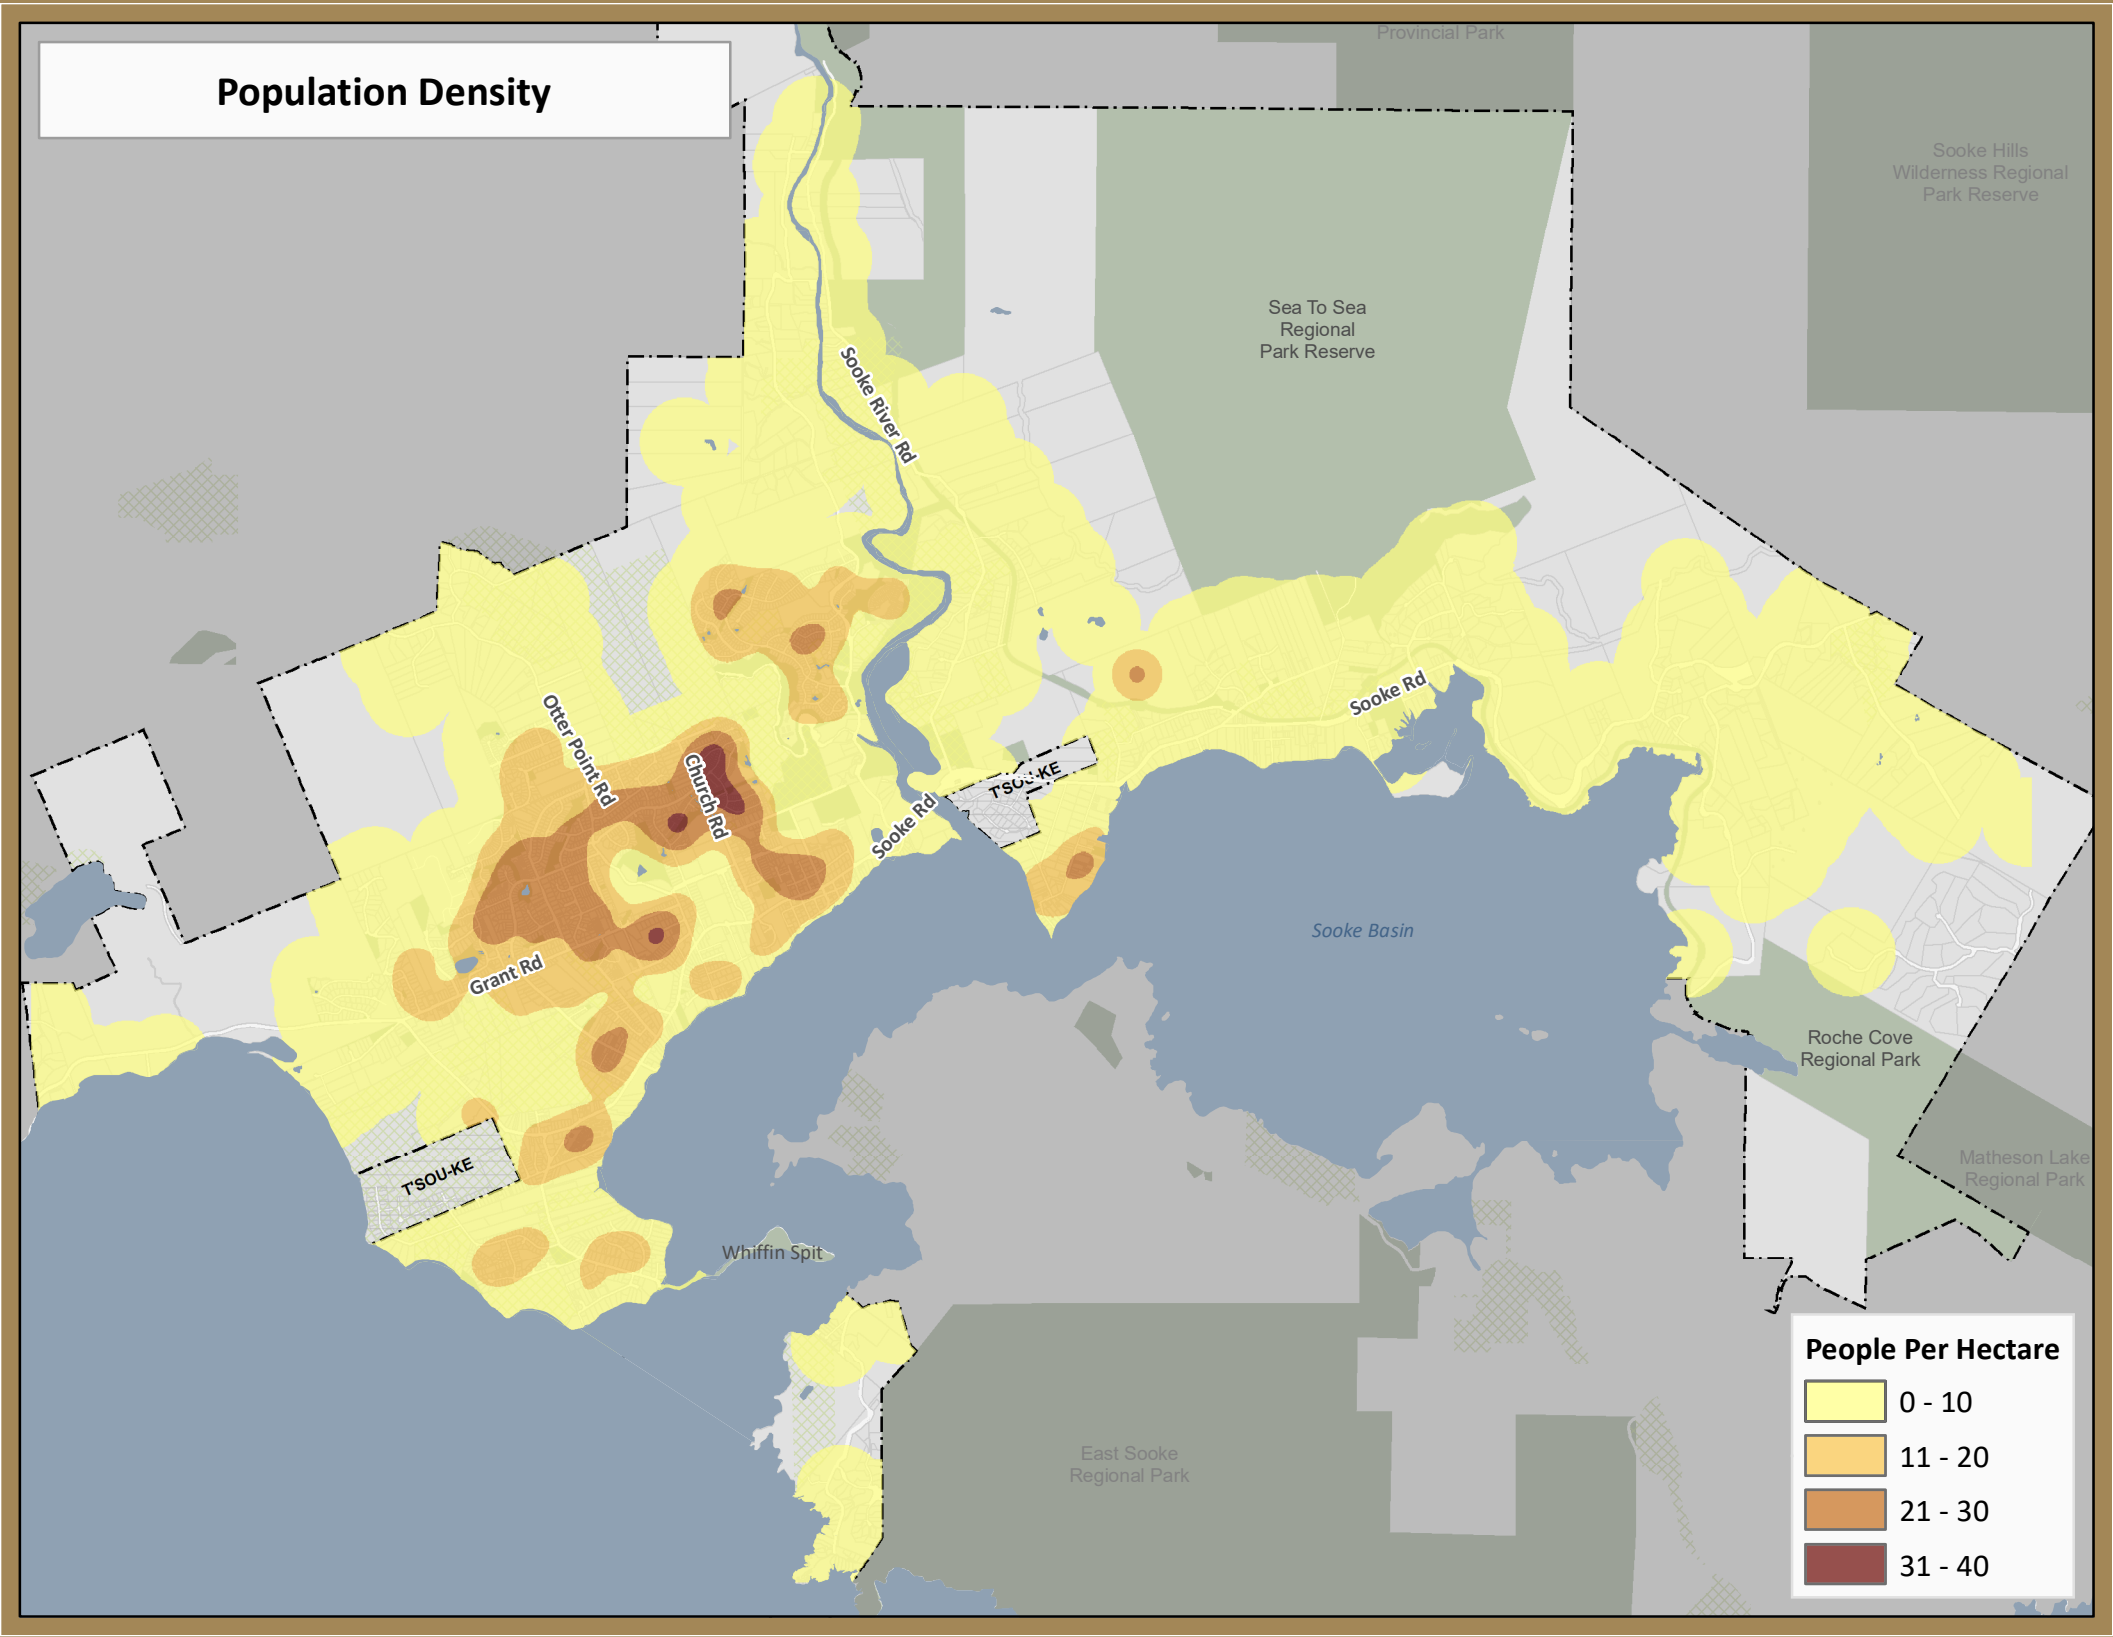 Population Density
Provincial Park
Sooke Hills
Wilderness Regional
Park Reserve
Sea To Sea
Regional
Park Reserve
Sooke River Rd
Otter Point Rd
Church Rd
Sooke Rd
Sooke Rd
T'SOU-KE
Grant Rd
Sooke Basin
Roche Cove
Regional Park
Matheson Lake
Regional Park
T'SOU-KE
Whiffin Spit
East Sooke
Regional Park
People Per Hectare
0 - 10
11 - 20
21 - 30
31 - 40